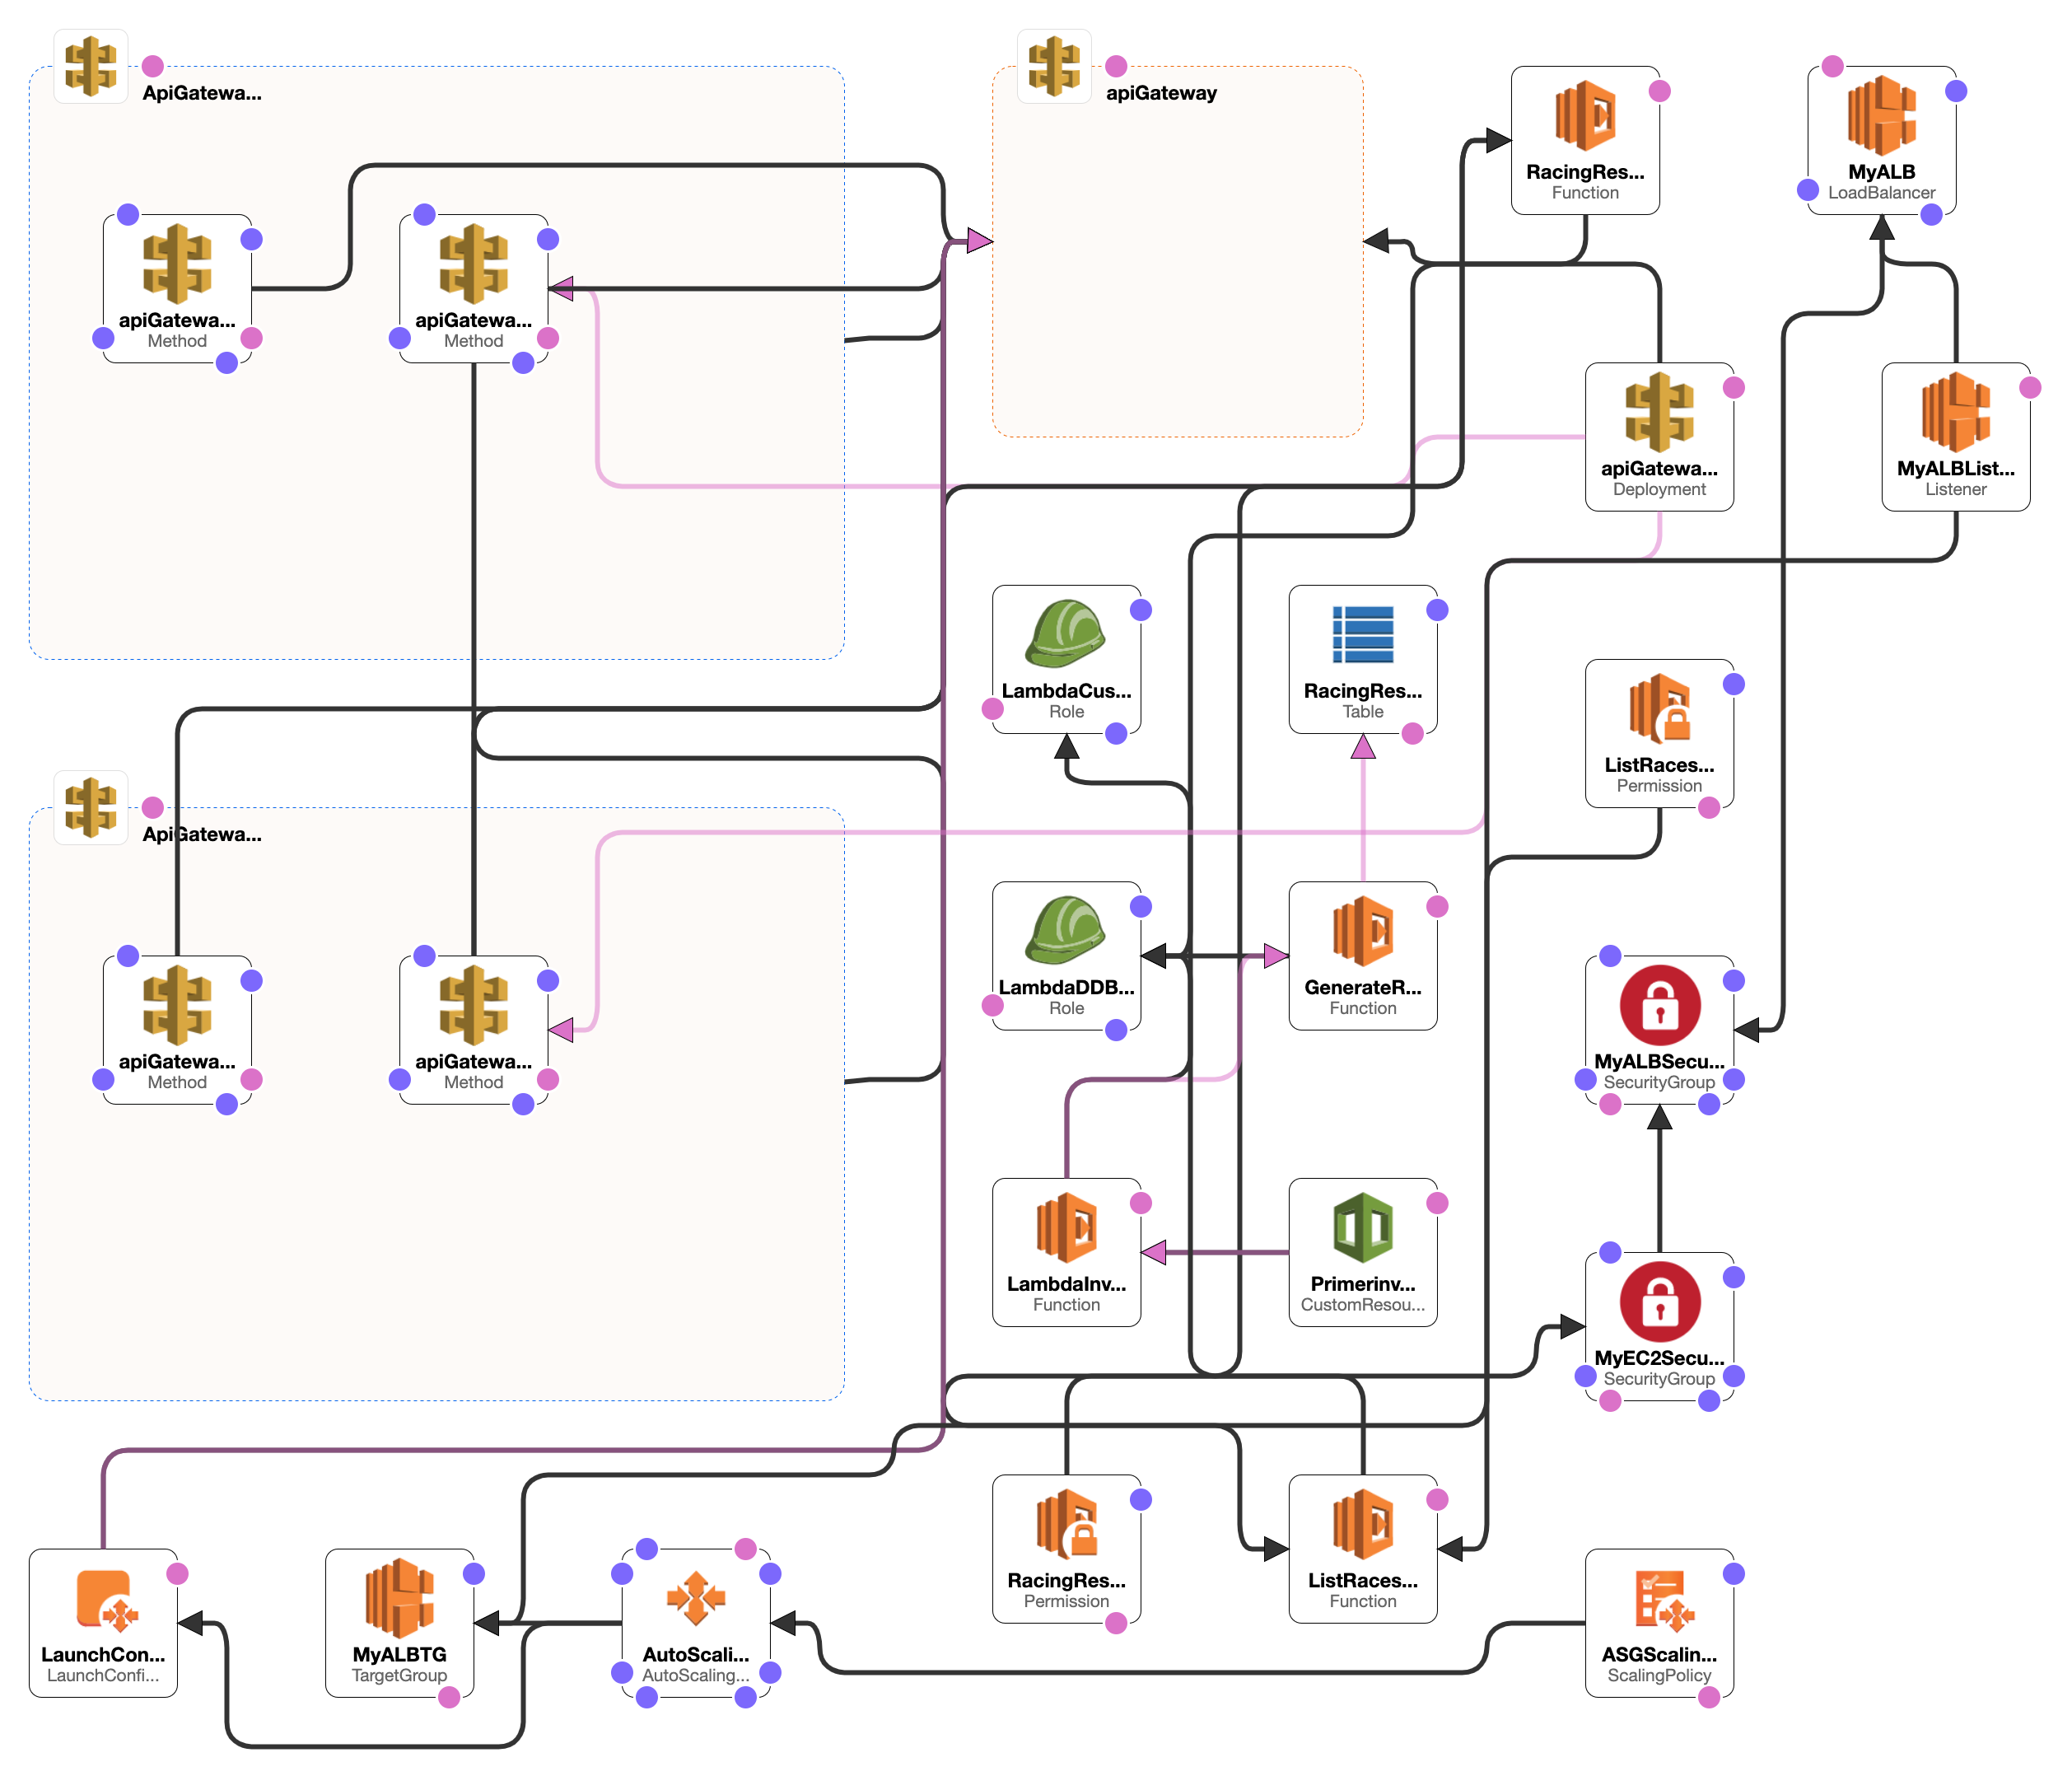 ApiGatewa...
apiGateway
RacingRes...
Function
MyALB
LoadBalancer
apiGatewa...
Method
apiGatewa...
Method
apiGatewa...
Deployment
MyALBList...
Listener
LambdaCus...
Role
RacingRes...
Table
ListRaces...
Permission
ApiGatewa...
LambdaDDB...
Role
GenerateR...
Function
apiGatewa...
Method
apiGatewa...
Method
MyALBSecu...
SecurityGroup
LambdaInv...
Function
Primerinv...
CustomResou...
MyEC2Secu...
SecurityGroup
RacingRes...
Permission
ListRaces...
Function
LaunchCon...
LaunchConfi...
MyALBTG
TargetGroup
AutoScali...
AutoScaling...
ASGScalin...
ScalingPolicy